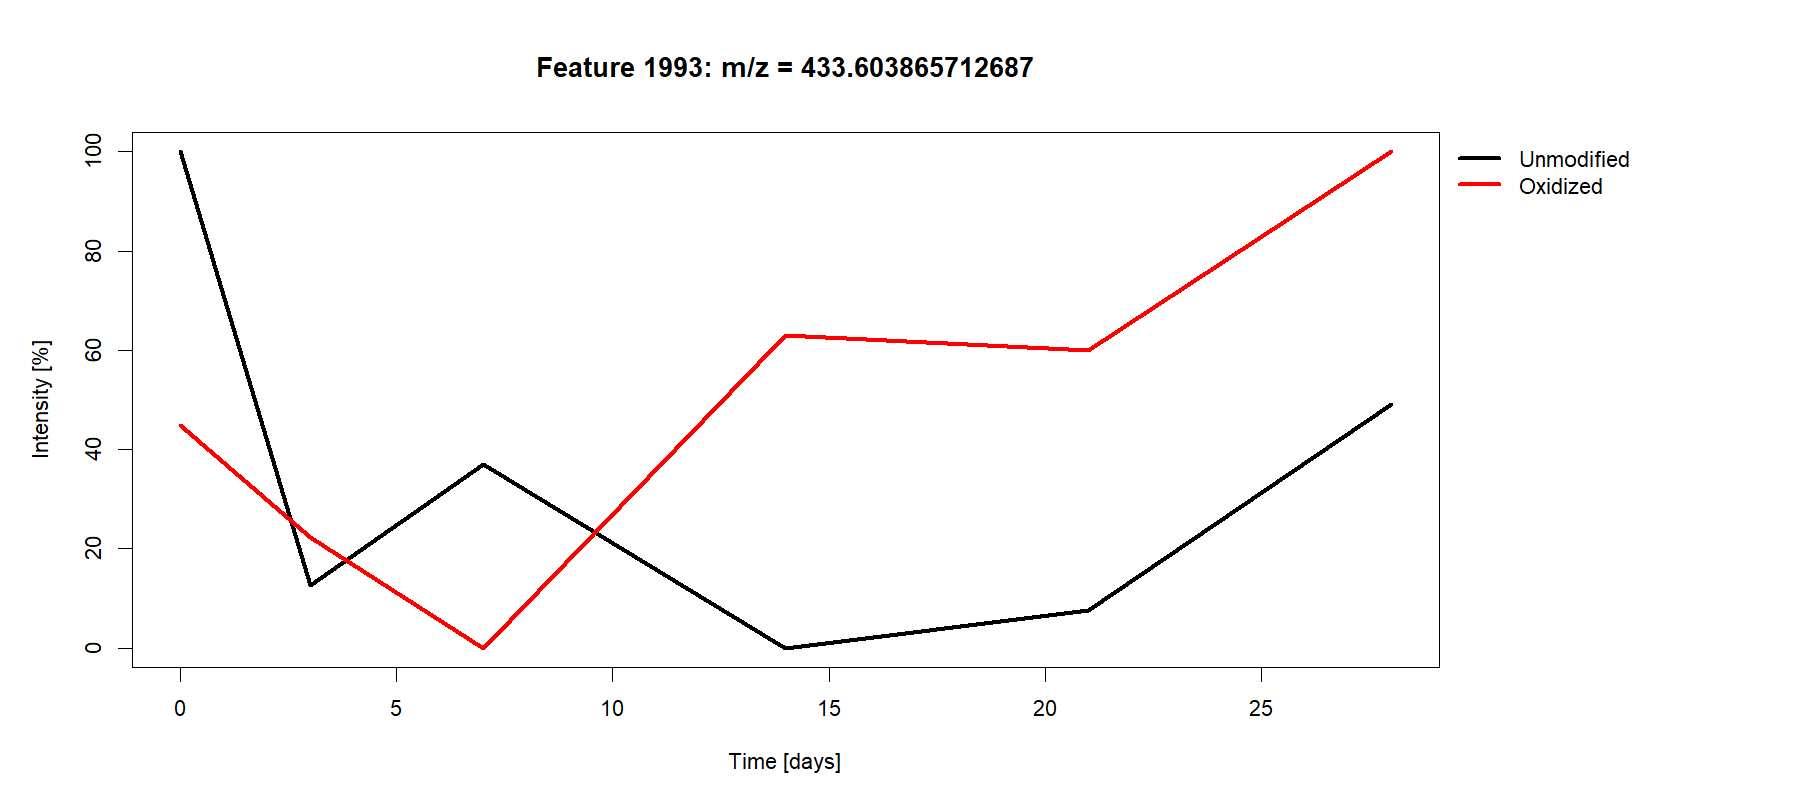 Feature 1993: m/z = 433.603865712687
100
80
60
40
20
0
Intensity [%]
0 5 10 15 20 25
Time [days]
Unmodified
Oxidized